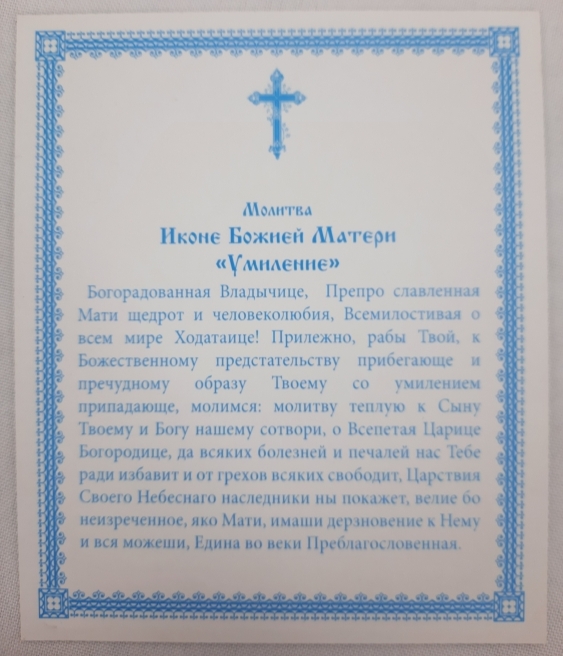 Молитва
Иконе Божией Матери
«Умиление»
Богорадованная Владычице, Препро славленная
Мати щедрот и человеколюбия, Всемилостивая о
всем мире Ходатаице! Прилежно, рабы Твой, к
Божественному предстательству прибегающе и
пречудному образу Твоему со умилением
припадающе, молимся: молитву теплую к Сыну
Твоему и Богу нашему сотвори, о Всепетая Царице
Богородице, да всяких болезней и печалей нас Тебе
ради избавит и от грехов всяких свободит, Царствия
Своего Небеснаго наследники ны покажет, велие бо
неизреченное, яко Мати, имаши дерзновение к Нему
и вся можеши, Едина во веки Преблагословенная.